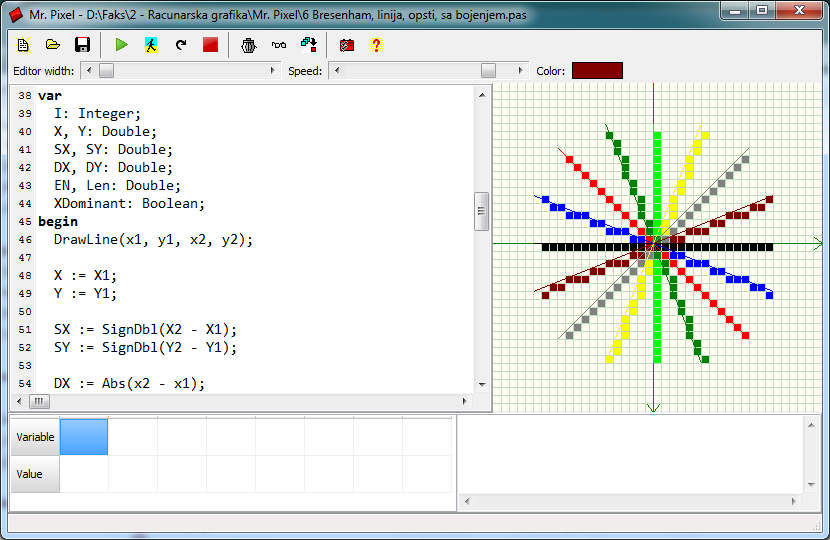 Mr. Pixel - D:\Faks\2 - Racunarska grafika\Mr. Pixel\6 Bresenham, linija, opsti, sa bojenjem.pas
Editor width: Speed: Color:
38 var
39 I: Integer;
40 X, Y: Double;
41 SX, SY: Double;
42 DX, DY: Double;
43 EN, Len: Double;
44 XDominant: Boolean;
45 begin
46 DrawLine(x1, y1, x2, y2);
47
48 X := X1;
49 Y := Y1;
50
51 SX := SignDbl(X2 - X1);
52 SY := SignDbl(Y2 - Y1);
53
54 DX := Abs(x2 - x1);
Variable
Value